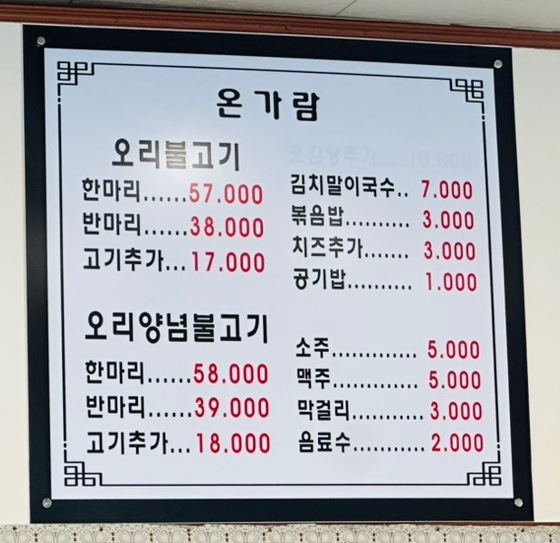 온가람
오리불고기
한마리......57.000
반마리......38.000
고기추가...17.000
오리양념불고기
한마리......58.000
반마리......39.000
고기추가...18.000
김치말이국수.. 7.000
볶음밥.......... 3.000
치즈추가....... 3.000
공기밥.......... 1.000
소주............. 5.000
맥주............. 5.000
막걸리........... 3.000
음료수........... 2.000